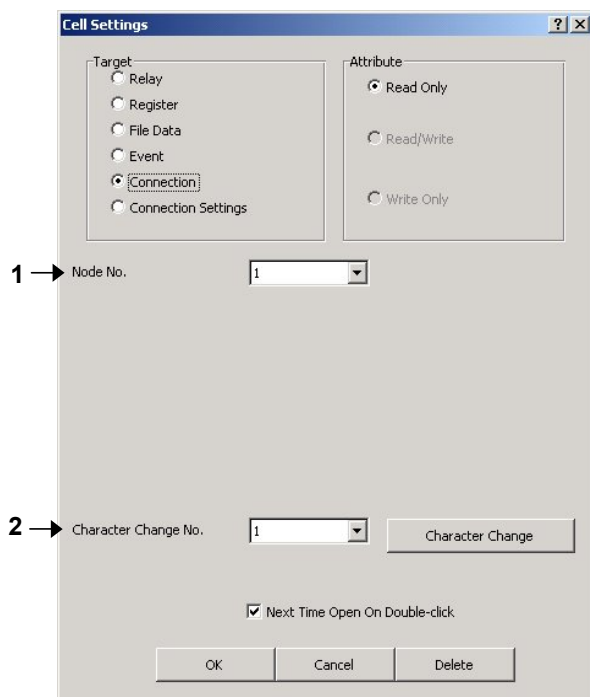 Cell Settings
Target
Relay
Register
File Data
Event
Connection
Connection Settings
Attribute
Read Only
Read/Write
Write Only
1 Node No. 1
2 Character Change No. 1 Character Change
Next Time Open On Double-click
OK Cancel Delete